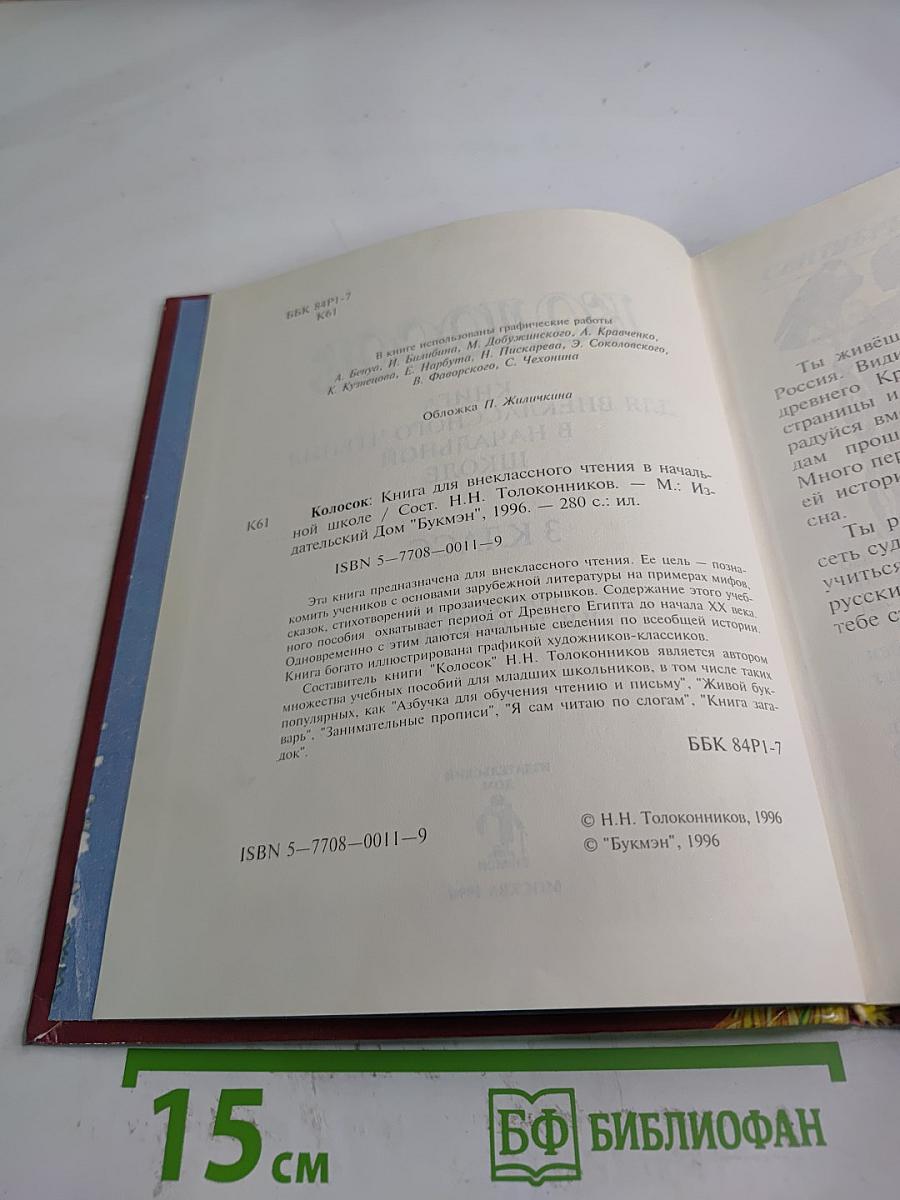 ББК 84Р1-7
К61
В книге использованы графические работы
А. Бенуа, И. Билибина, М. Добужинского, А. Кравченко,
К. Кузнецова, Е. Нарбута, Н. Пискарева, Э. Соколовского,
В. Фаворского, С. Чехонина
Обложка П. Жиличкина
К61
Колосок: Книга для внеклассного чтения в началь-
ной школе / Сост. Н.Н. Толоконников. — М.: Из-
дательский Дом "Букмэн", 1996. — 280 с.: ил.
ISBN 5—7708—0011—9
Эта книга предназначена для внеклассного чтения. Ее цель — позна-
комить учеников с основами зарубежной литературы на примерах мифов,
сказок, стихотворений и прозаических отрывков. Содержание этого учеб-
ного пособия охватывает период от Древнего Египта до начала XX века.
Одновременно с этим даются начальные сведения по всеобщей истории.
Книга богато иллюстрирована графикой художников-классиков.
Составитель книги "Колосок" Н.Н. Толоконников является автором
множества учебных пособий для младших школьников, в том числе таких
популярных, как "Азбучка для обучения чтению и письму", "Живой бук-
варь", "Занимательные прописи", "Я сам читаю по слогам", "Книга зага-
док".
ББК 84Р1-7
ISBN 5—7708—0011—9
© Н.Н. Толоконников, 1996
© "Букмэн", 1996
Ты живёш
Россия. Види
древнего Кр
страницы и
радуйся вм
дам прош
Много пер
ей истори
сна.
Ты р
сеть суд
учиться
русски
тебе с
15 см
БФ БИБЛИОФАН